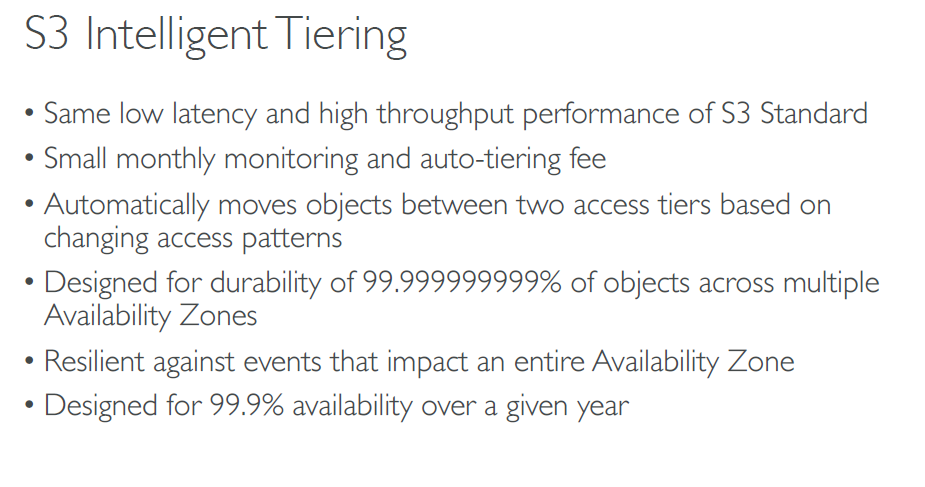 S3 Intelligent Tiering
• Same low latency and high throughput performance of S3 Standard
• Small monthly monitoring and auto-tiering fee
• Automatically moves objects between two access tiers based on
changing access patterns
• Designed for durability of 99.999999999% of objects across multiple
Availability Zones
• Resilient against events that impact an entire Availability Zone
• Designed for 99.9% availability over a given year